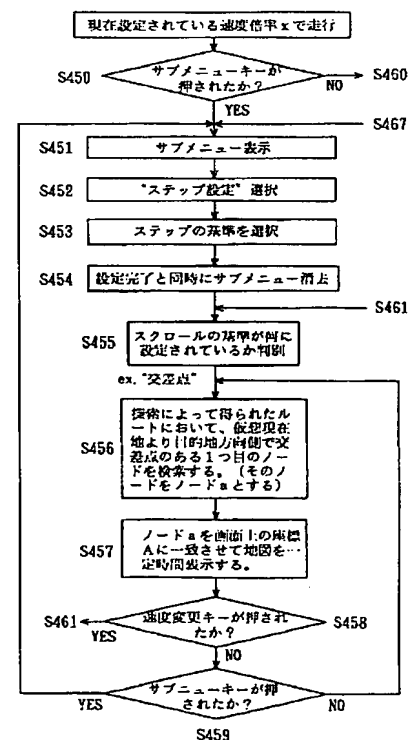 現在設定されている速度倍率xで走行
S450
サブメニューキーが
押されたか？
NO
S460
YES
S467
S451
サブメニュー表示
S452
"ステップ設定"選択
S453
ステップの基準を選択
S454
設定完了と同時にサブメニュー消去
S461
S455
スクロールの基準が何に
設定されているか判別
ex. "交差点"
S456
探索によって得られたル
ートにおいて、仮想現在
地より目的地方向側で交
差点のある1つ目のノー
ドを検索する。（そのノ
ードをノードaとする）
S457
ノードaを画面上の座標
Aに一致させて地図を一
定時間表示する。
S461
YES
速度変更キーが押され
たか？
S458
NO
YES
サブニューキーが押
されたか？
NO
S459